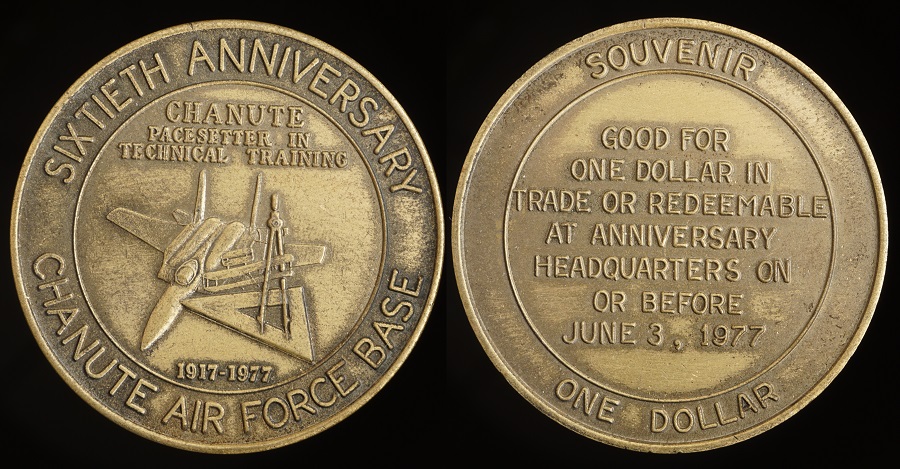 SIXTIETH ANNIVERSARY
CHANUTE
PACESETTER IN
TECHNICAL TRAINING
1917-1977
CHANUTE AIR FORCE BASE
SOUVENIR
GOOD FOR
ONE DOLLAR IN
TRADE OR REDEEMABLE
AT ANNIVERSARY
HEADQUARTERS ON
OR BEFORE
JUNE 3, 1977
ONE DOLLAR